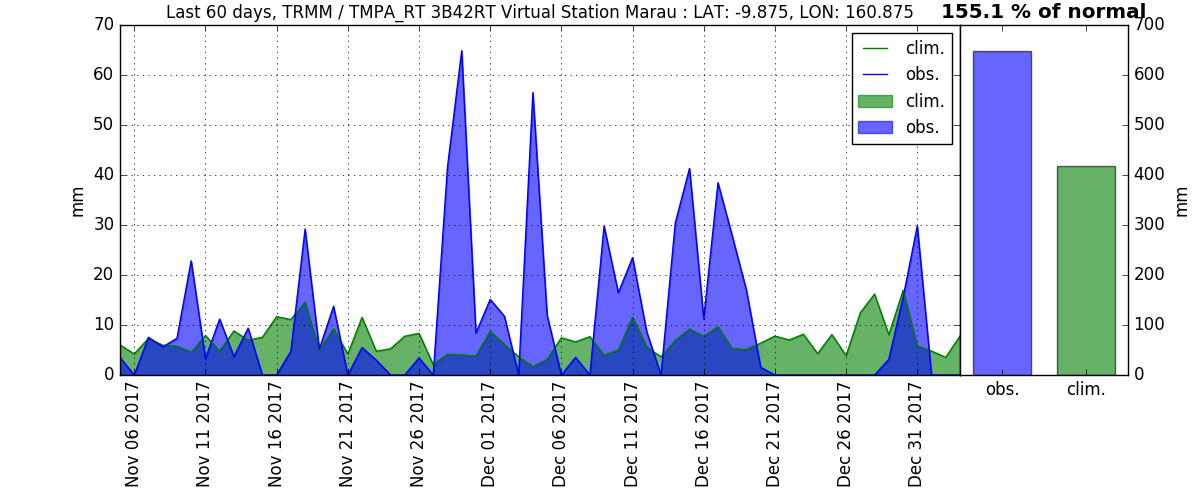 Last 60 days, TRMM / TMPA_RT 3B42RT Virtual Station Marau : LAT: -9.875, LON: 160.875
155.1 % of normal
70
60
50
40
30
20
10
0
mm
clim.
obs.
clim.
obs.
700
600
500
400
300
200
100
0
mm
Nov 06 2017
Nov 11 2017
Nov 16 2017
Nov 21 2017
Nov 26 2017
Dec 01 2017
Dec 06 2017
Dec 11 2017
Dec 16 2017
Dec 21 2017
Dec 26 2017
Dec 31 2017
obs.
clim.